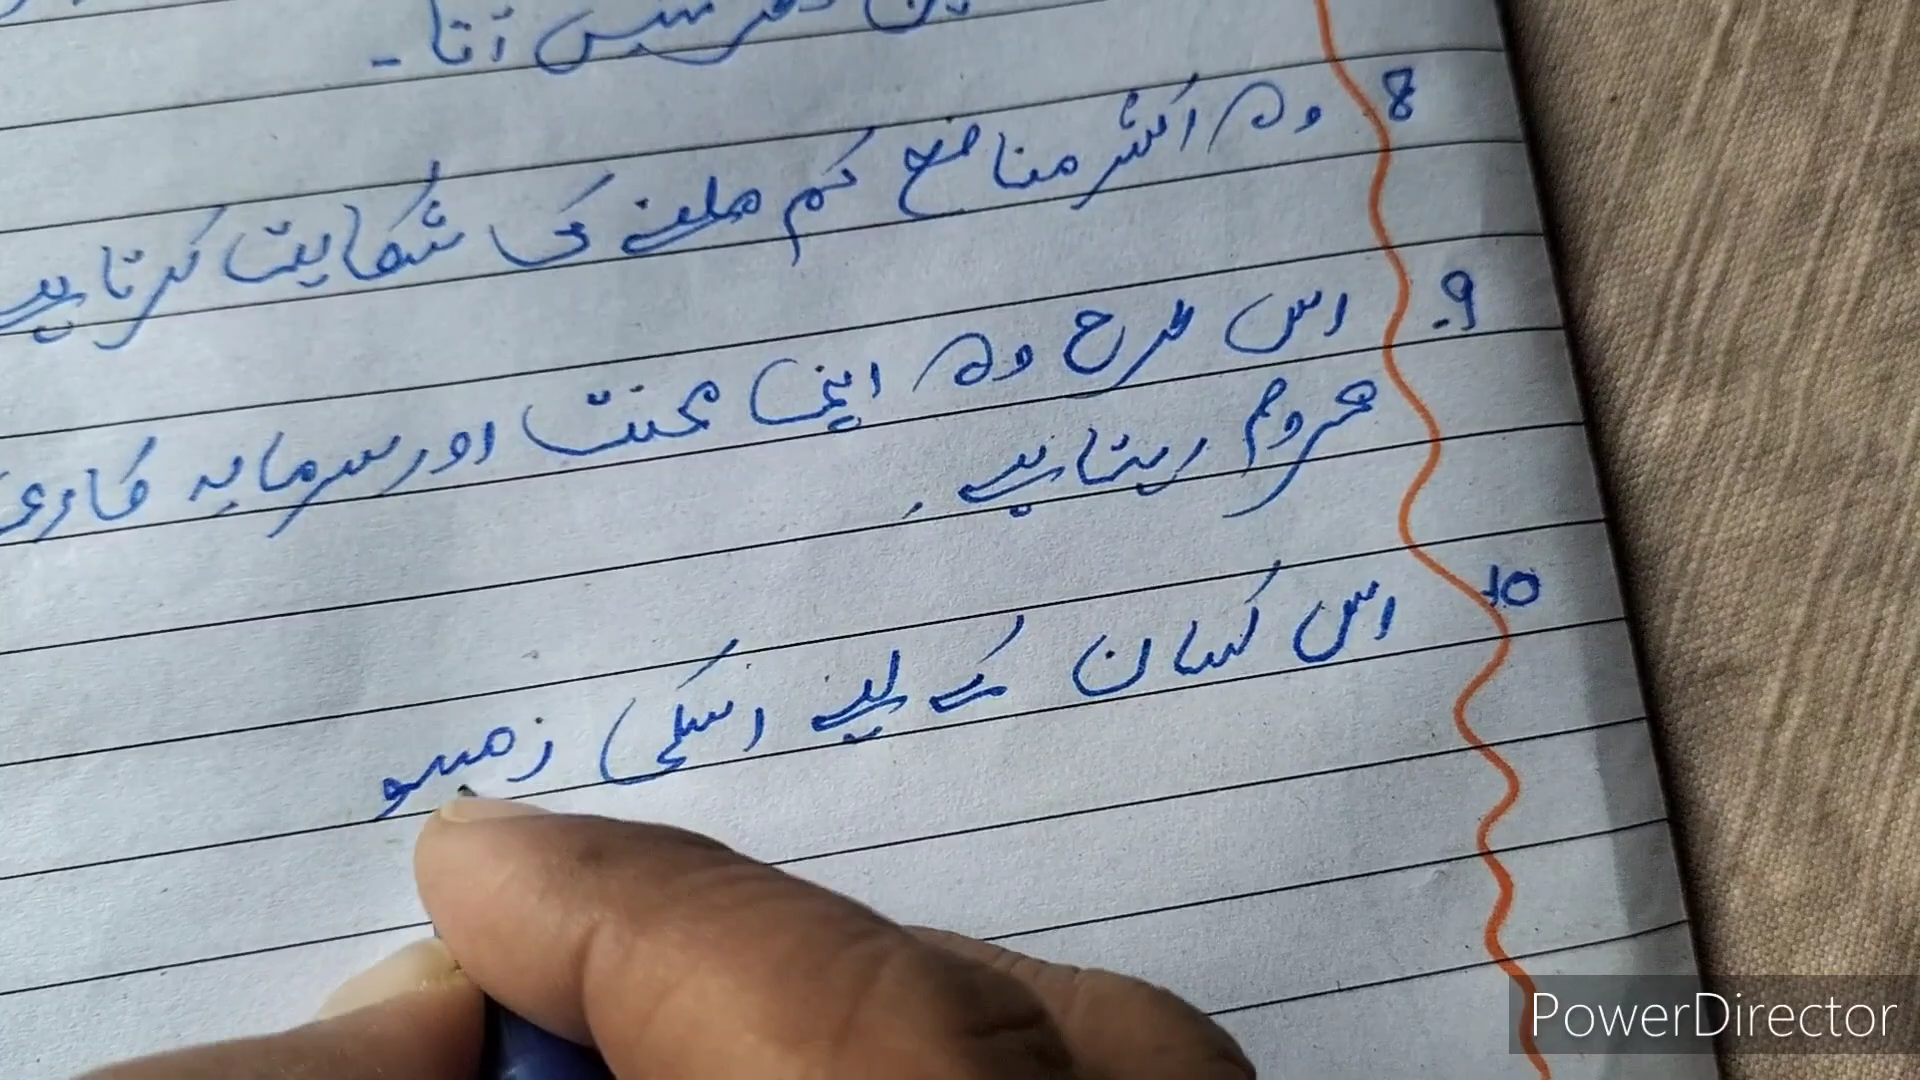 نہیں آتا ۔
8 وہ اکثر منافع کم ملنے کی شکایت کرتا ہے
9. اس طرح وہ اپنی محنت اور سرمایہ کاری
محروم رہتا ہے ۔
10 اس کسان کے لیے اسکی زمینو
PowerDirector